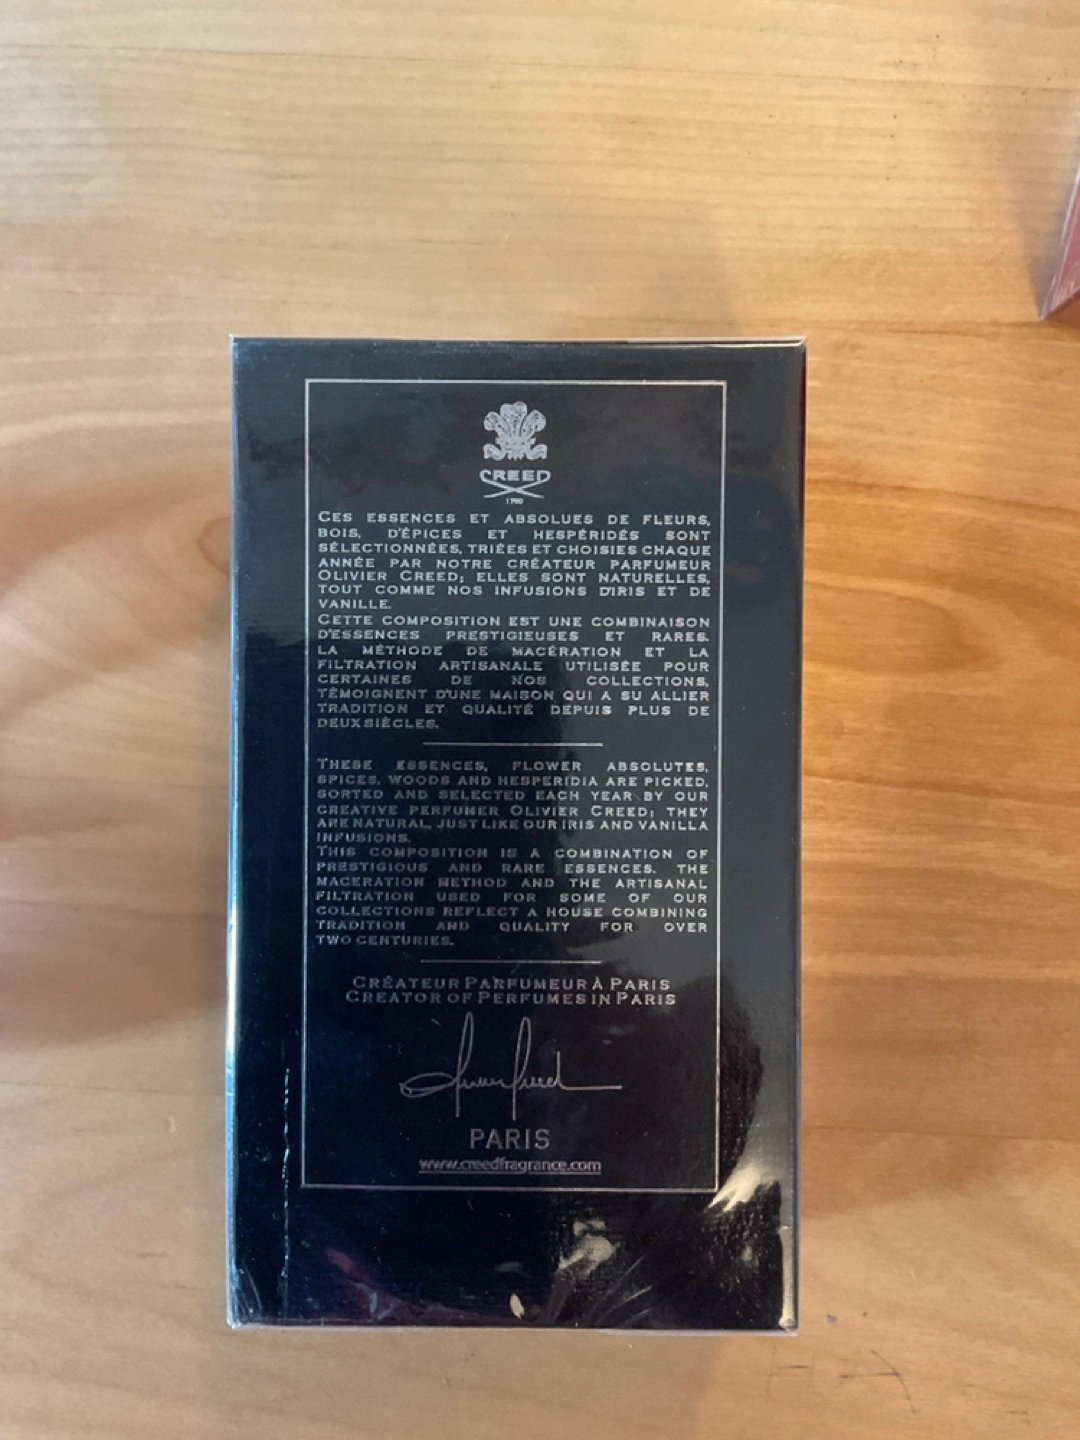 CREED
1760
CES ESSENCES ET ABSOLUES DE FLEURS,
BOIS, D'ÉPICES ET HESPÉRIDÉS SONT
SÉLECTIONNÉES, TRIÉES ET CHOISIES CHAQUE
ANNÉE PAR NOTRE CRÉATEUR PARFUMEUR
OLIVIER CREED; ELLES SONT NATURELLES,
TOUT COMME NOS INFUSIONS D'IRIS ET DE
VANILLE.
CETTE COMPOSITION EST UNE COMBINAISON
D'ESSENCES PRESTIGIEUSES ET RARES.
LA MÉTHODE DE MACÉRATION ET LA
FILTRATION ARTISANALE UTILISÉE POUR
CERTAINES DE NOS COLLECTIONS,
TÉMOIGNENT D'UNE MAISON QUI A SU ALLIER
TRADITION ET QUALITÉ DEPUIS PLUS DE
DEUX SIÈCLES.
THESE ESSENCES, FLOWER ABSOLUTES,
SPICES, WOODS AND HESPERIDIA ARE PICKED,
SORTED AND SELECTED EACH YEAR BY OUR
CREATIVE PERFUMER OLIVIER CREED; THEY
ARE NATURAL, JUST LIKE OUR IRIS AND VANILLA
INFUSIONS.
THIS COMPOSITION IS A COMBINATION OF
PRESTIGIOUS AND RARE ESSENCES. THE
MACERATION METHOD AND THE ARTISANAL
FILTRATION USED FOR SOME OF OUR
COLLECTIONS REFLECT A HOUSE COMBINING
TRADITION AND QUALITY FOR OVER
TWO CENTURIES.
CRÉATEUR PARFUMEUR À PARIS
CREATOR OF PERFUMES IN PARIS
Olivier Creed
PARIS
www.creedfragrance.com